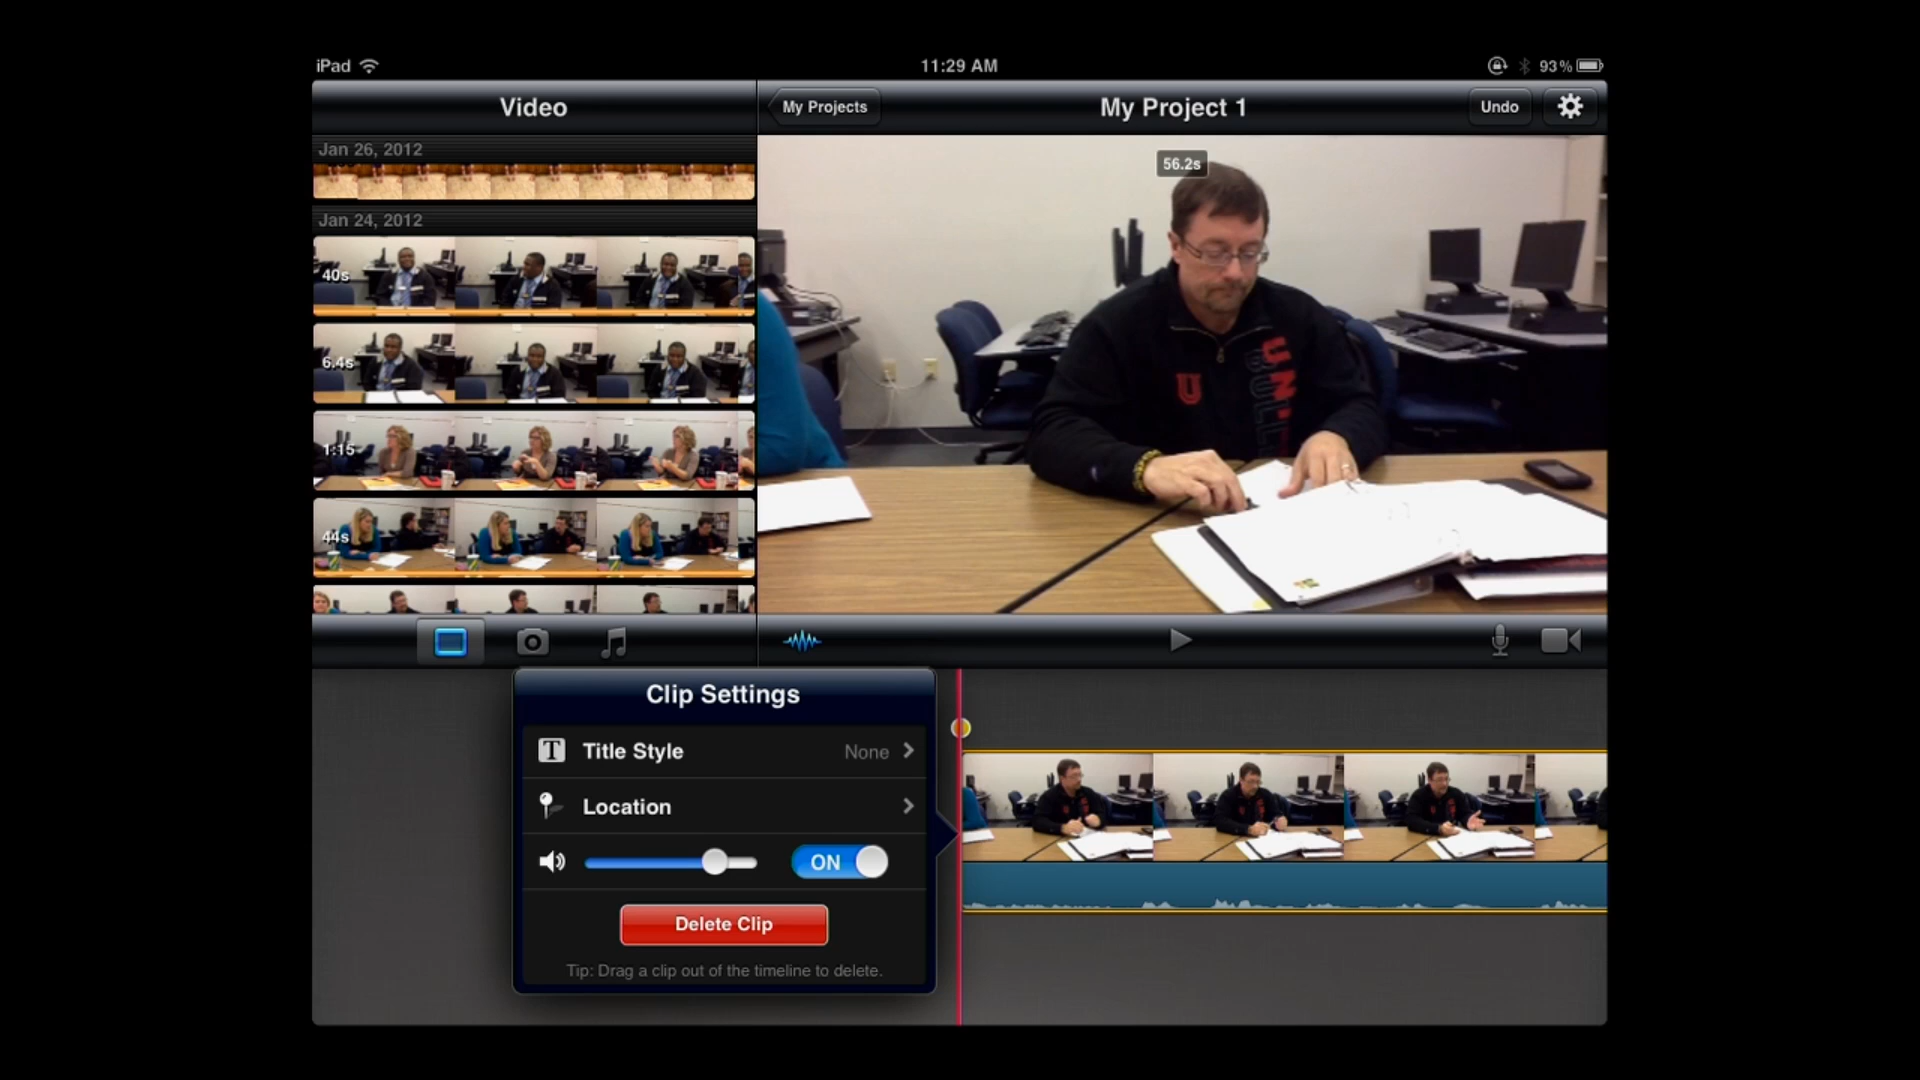 iPad
11:29 AM
93%
Video
My Projects
My Project 1
Undo
Jan 26, 2012
Jan 24, 2012
40s
6.4s
1:15
44s
56.2s
U
Clip Settings
T Title Style None
Location
ON
Delete Clip
Tip: Drag a clip out of the timeline to delete.